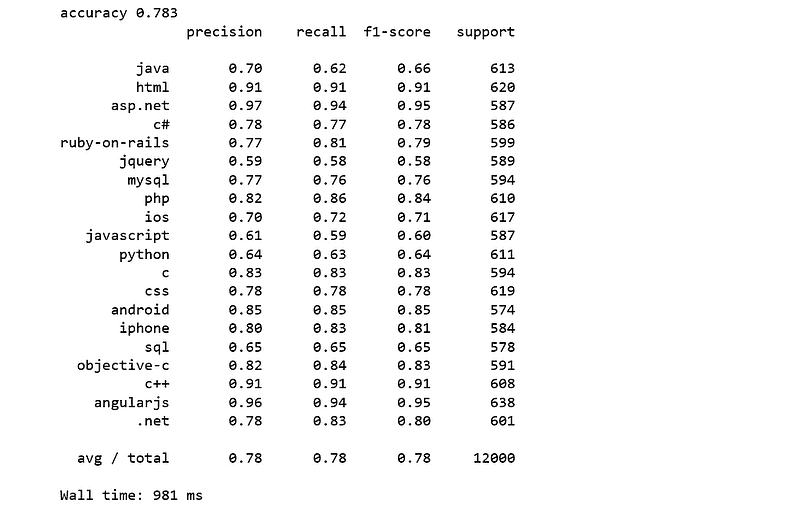 accuracy 0.783
precision recall f1-score support
java 0.70 0.62 0.66 613
html 0.91 0.91 0.91 620
asp.net 0.97 0.94 0.95 587
c# 0.78 0.77 0.78 586
ruby-on-rails 0.77 0.81 0.79 599
jquery 0.59 0.58 0.58 589
mysql 0.77 0.76 0.76 594
php 0.82 0.86 0.84 610
ios 0.70 0.72 0.71 617
javascript 0.61 0.59 0.60 587
python 0.64 0.63 0.64 611
c 0.83 0.83 0.83 594
css 0.78 0.78 0.78 619
android 0.85 0.85 0.85 574
iphone 0.80 0.83 0.81 584
sql 0.65 0.65 0.65 578
objective-c 0.82 0.84 0.83 591
c++ 0.91 0.91 0.91 608
angularjs 0.96 0.94 0.95 638
.net 0.78 0.83 0.80 601
avg / total 0.78 0.78 0.78 12000
Wall time: 981 ms